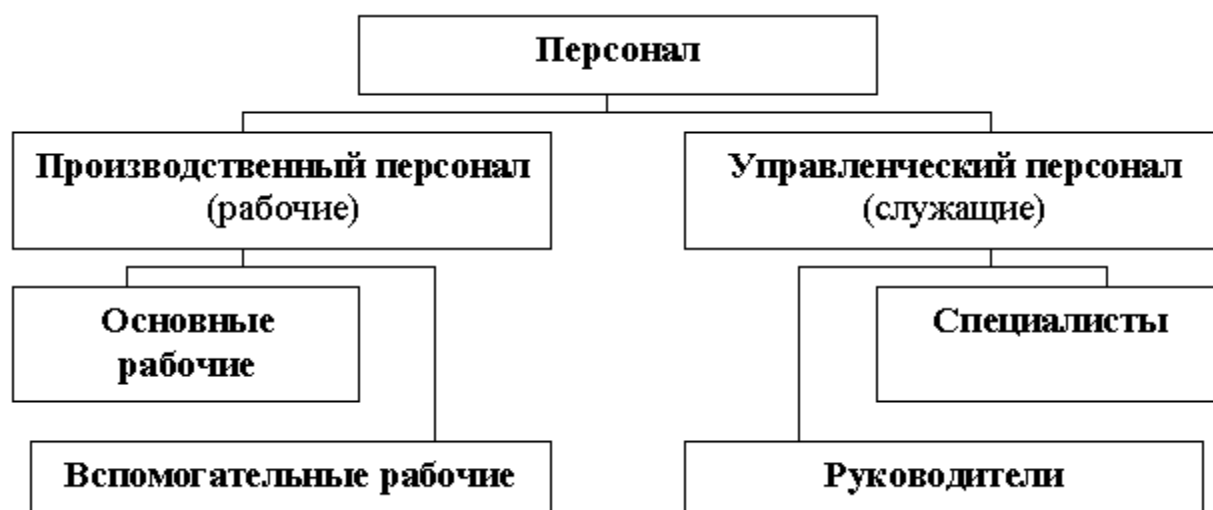 Персонал
Производственный персонал
(рабочие)
Управленческий персонал
(служащие)
Основные
рабочие
Специалисты
Вспомогательные рабочие
Руководители